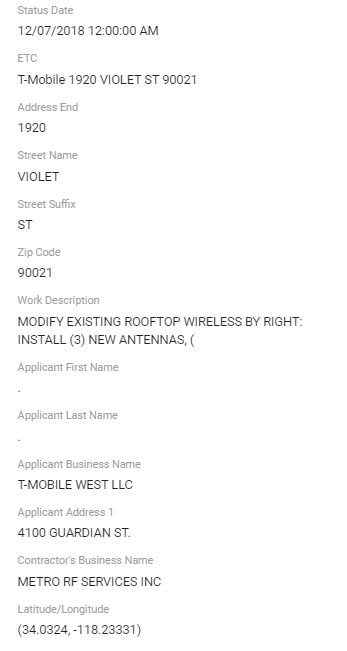 Status Date
12/07/2018 12:00:00 AM
ETC
T-Mobile 1920 VIOLET ST 90021
Address End
1920
Street Name
VIOLET
Street Suffix
ST
Zip Code
90021
Work Description
MODIFY EXISTING ROOFTOP WIRELESS BY RIGHT:
INSTALL (3) NEW ANTENNAS, (
Applicant First Name
.
Applicant Last Name
.
Applicant Business Name
T-MOBILE WEST LLC
Applicant Address 1
4100 GUARDIAN ST.
Contractor's Business Name
METRO RF SERVICES INC
Latitude/Longitude
(34.0324, -118.23331)